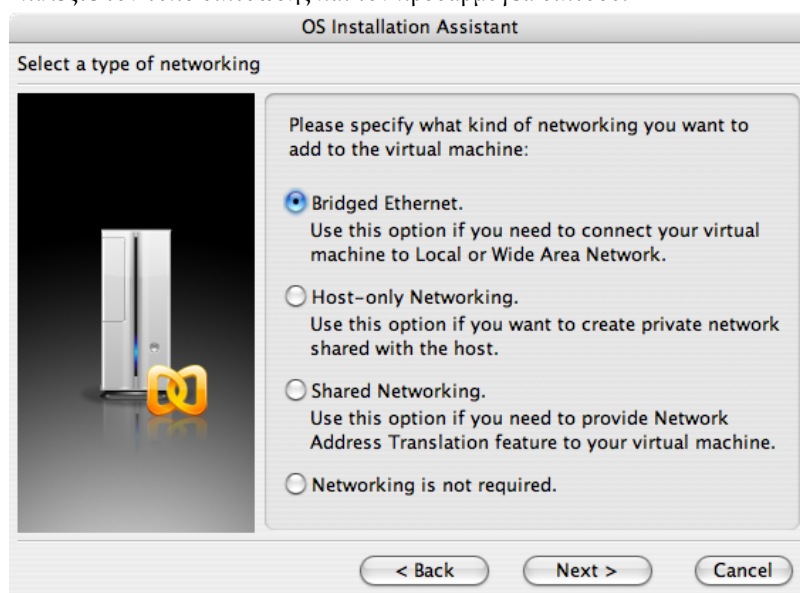 OS Installation Assistant
Select a type of networking
Please specify what kind of networking you want to
add to the virtual machine:
Bridged Ethernet.
Use this option if you need to connect your virtual
machine to Local or Wide Area Network.
Host-only Networking.
Use this option if you want to create private network
shared with the host.
Shared Networking.
Use this option if you need to provide Network
Address Translation feature to your virtual machine.
Networking is not required.
< Back
Next >
Cancel